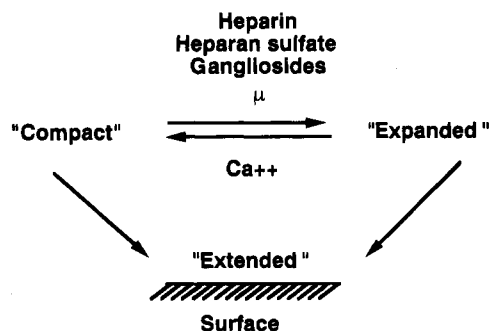 Heparin
Heparan sulfate
Gangliosides
μ
"Compact"
"Expanded"
Ca++
"Extended "
Surface